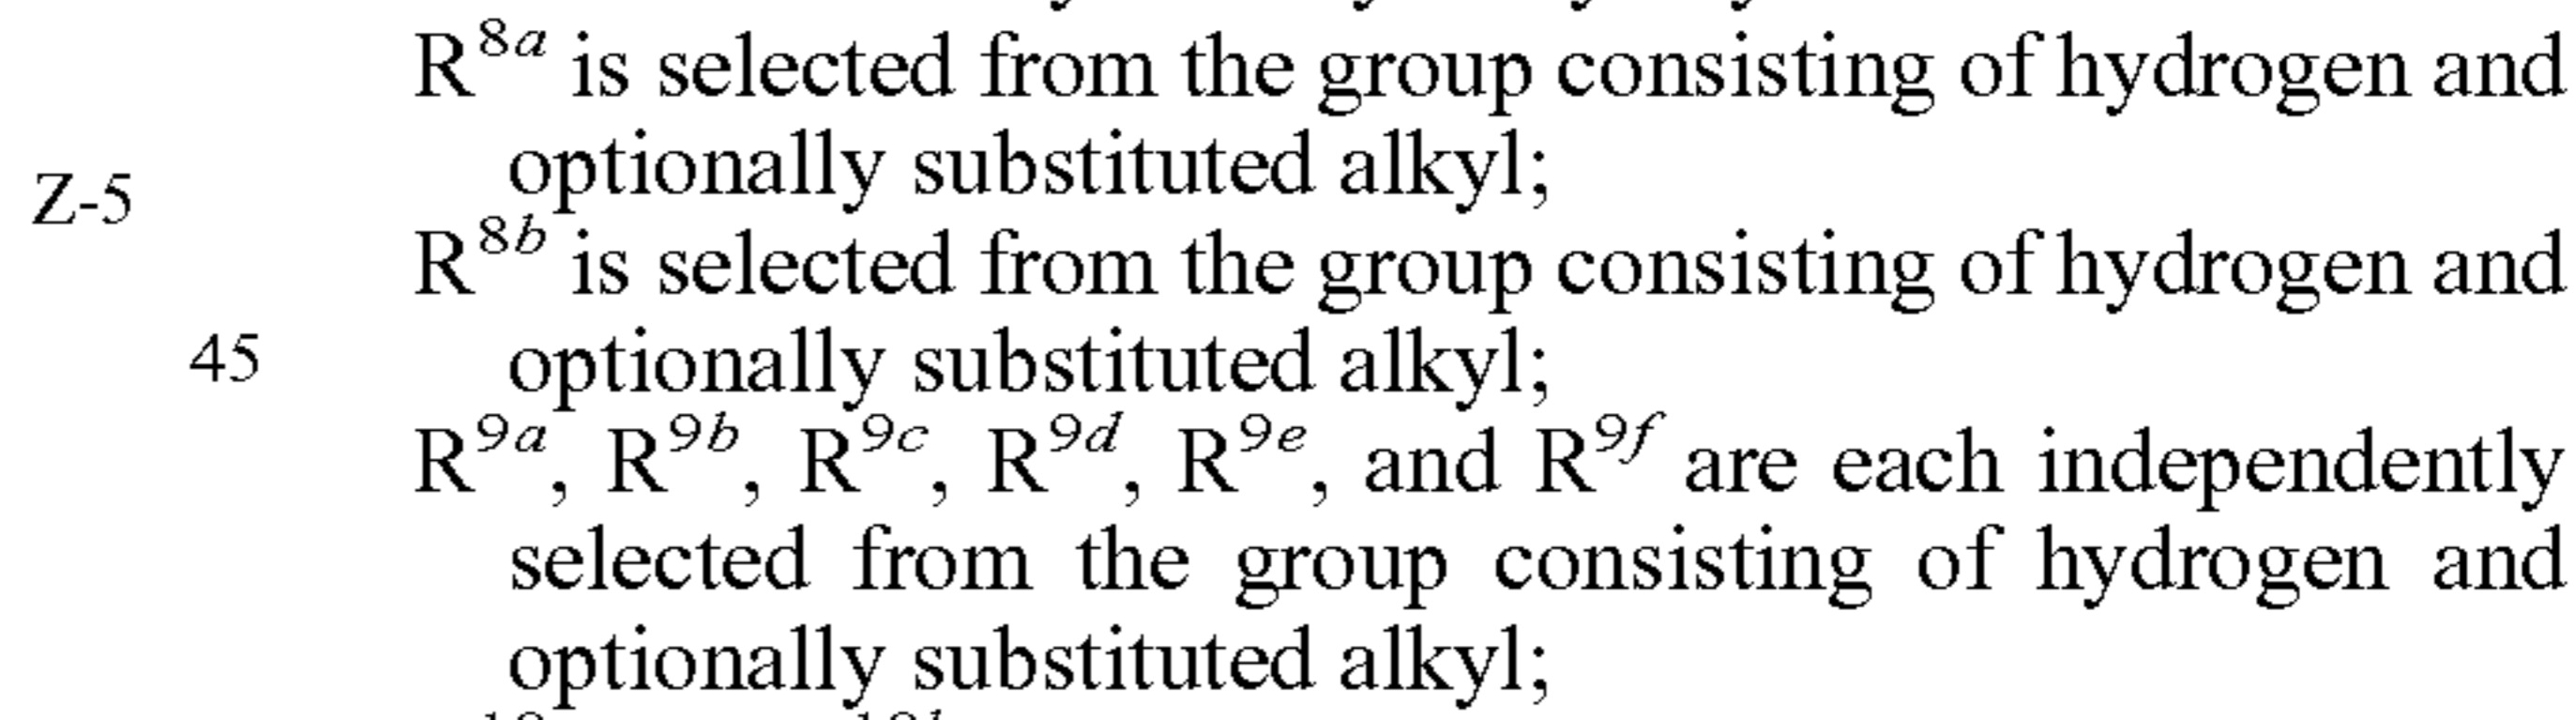 R^{8a} is selected from the group consisting of hydrogen and
optionally substituted alkyl;
Z-5
R^{8b} is selected from the group consisting of hydrogen and
45
optionally substituted alkyl;
R^{9a}, R^{9b}, R^{9c}, R^{9d}, R^{9e}, and R^{9f} are each independently
selected from the group consisting of hydrogen and
optionally substituted alkyl;